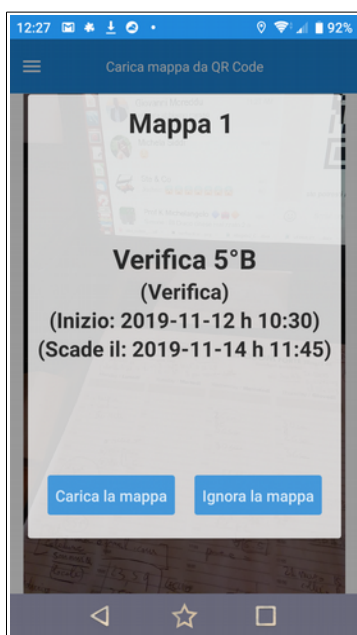 12:27
92%
Carica mappa da QR Code
Mappa 1
Verifica 5°B
(Verifica)
(Inizio: 2019-11-12 h 10:30)
(Scade il: 2019-11-14 h 11:45)
Carica la mappa
Ignora la mappa